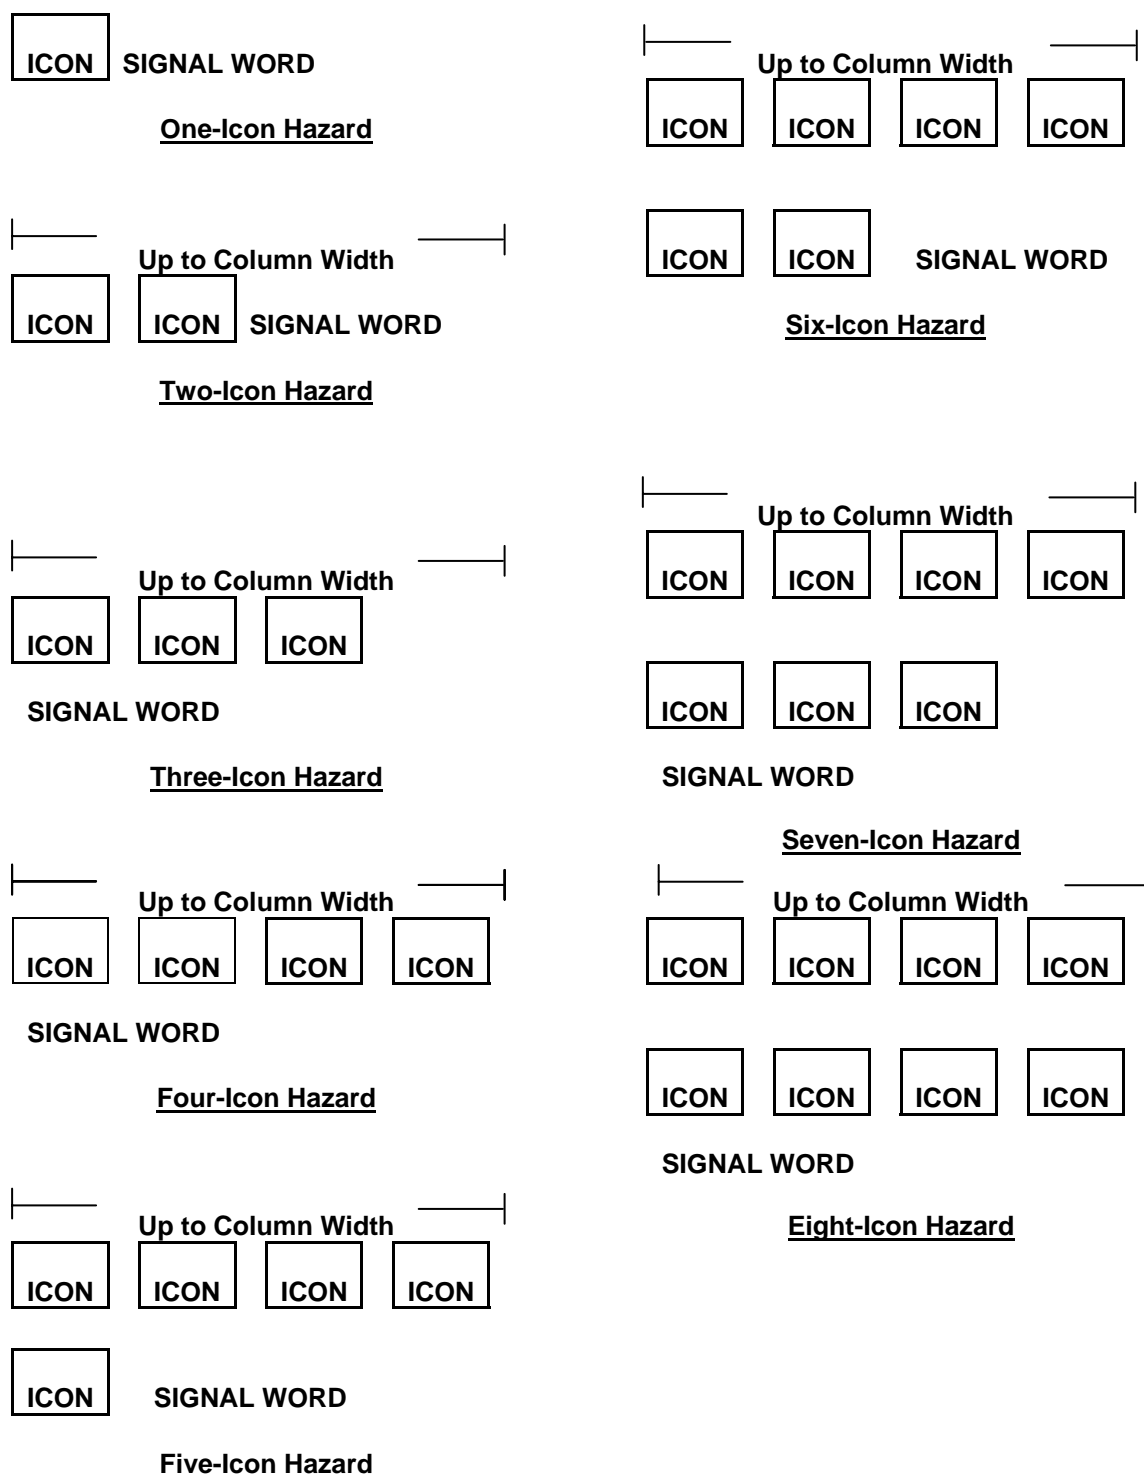 ICON SIGNAL WORD
One-Icon Hazard
Up to Column Width
ICON ICON SIGNAL WORD
Two-Icon Hazard
Up to Column Width
ICON ICON ICON
SIGNAL WORD
Three-Icon Hazard
Up to Column Width
ICON ICON ICON ICON
SIGNAL WORD
Four-Icon Hazard
Up to Column Width
ICON ICON ICON ICON
ICON SIGNAL WORD
Five-Icon Hazard
Up to Column Width
ICON ICON ICON ICON
ICON ICON SIGNAL WORD
Six-Icon Hazard
Up to Column Width
ICON ICON ICON ICON
ICON ICON ICON
SIGNAL WORD
Seven-Icon Hazard
Up to Column Width
ICON ICON ICON ICON
ICON ICON ICON ICON
SIGNAL WORD
Eight-Icon Hazard